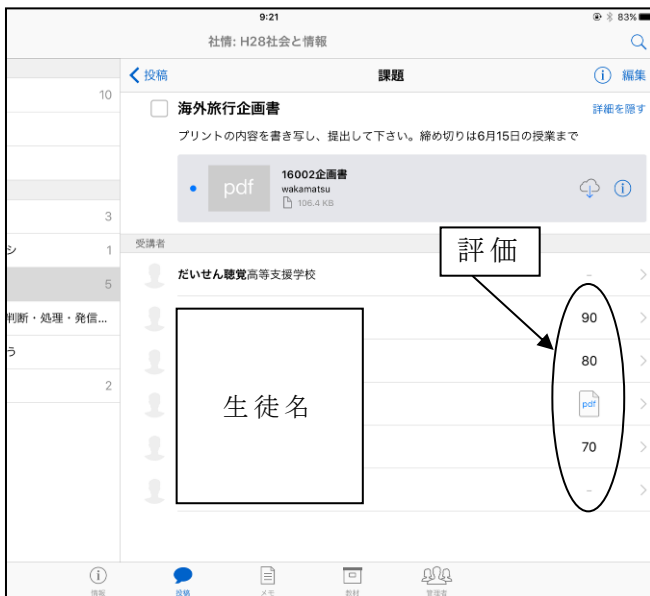 9:21
83%
社情: H28社会と情報
投稿
課題
編集
10
海外旅行企画書
詳細を隠す
プリントの内容を書き写し、提出して下さい。締め切りは6月15日の授業まで
pdf
16002企画書
wakamatsu
106.4 KB
3
受講者
シ
1
評価
だいせん聴覚高等支援学校
-
5
判断・処理・発信...
90
う
80
2
生徒名
pdf
70
-
情報
投稿
メモ
教材
受講者